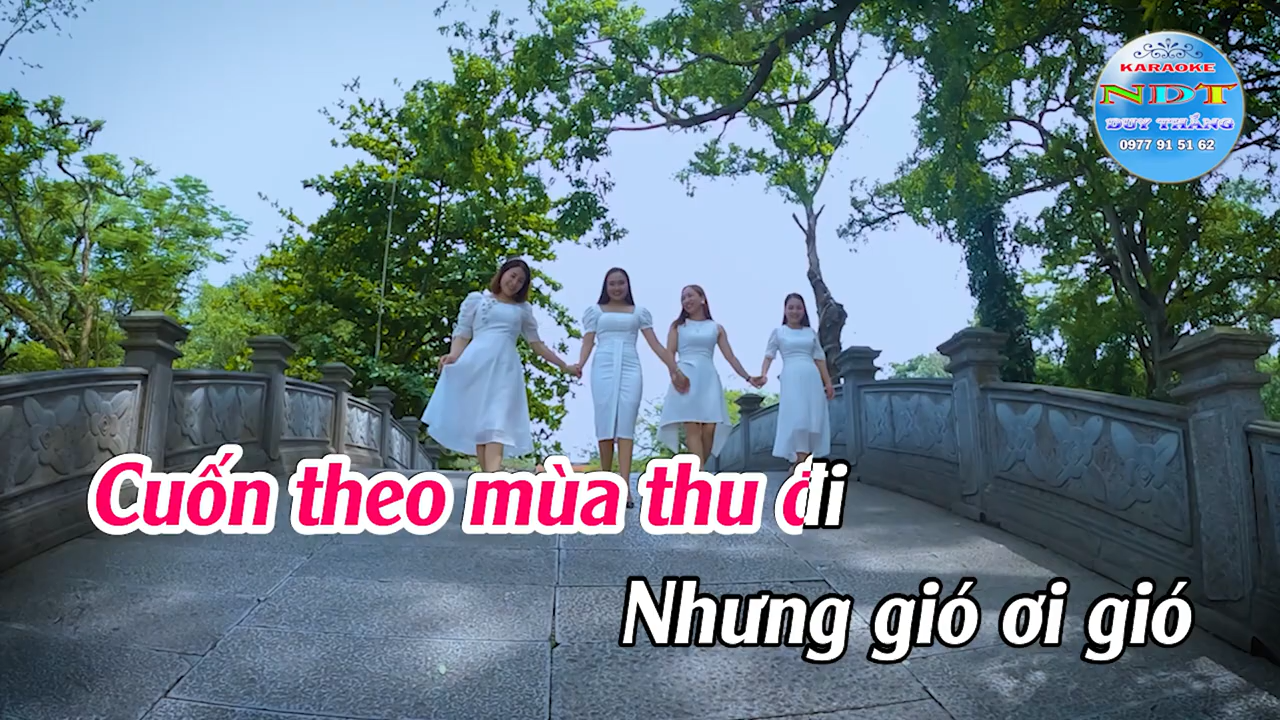 KARAOKE
NDT
DUY THẮNG
0977 91 51 62
Cuốn theo mùa thu đi
Nhưng gió ơi gió